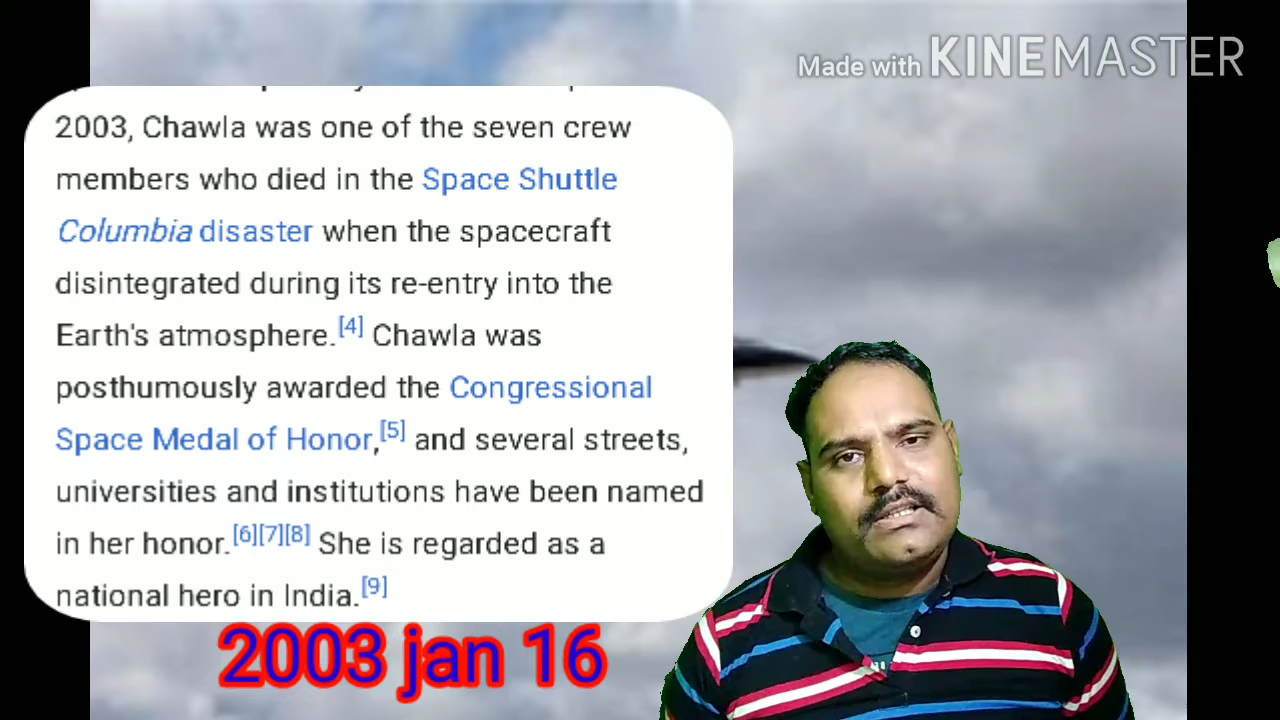 Made with KINEMASTER
2003, Chawla was one of the seven crew
members who died in the Space Shuttle
Columbia disaster when the spacecraft
disintegrated during its re-entry into the
Earth's atmosphere.[4] Chawla was
posthumously awarded the Congressional
Space Medal of Honor,[5] and several streets,
universities and institutions have been named
in her honor.[6][7][8] She is regarded as a
national hero in India.[9]
2003 jan 16